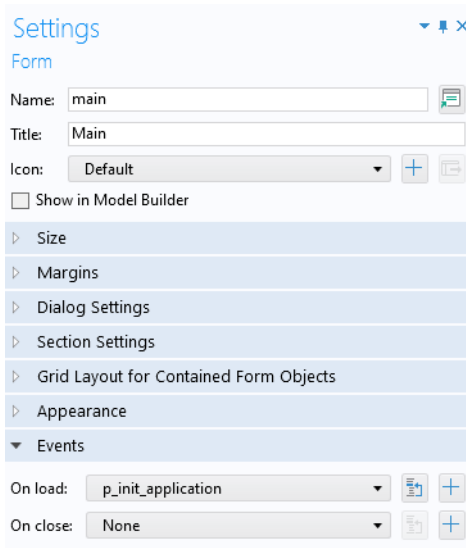 Settings
Form
Name: main
Title: Main
Icon: Default
Show in Model Builder
Size
Margins
Dialog Settings
Section Settings
Grid Layout for Contained Form Objects
Appearance
Events
On load: p_init_application
On close: None